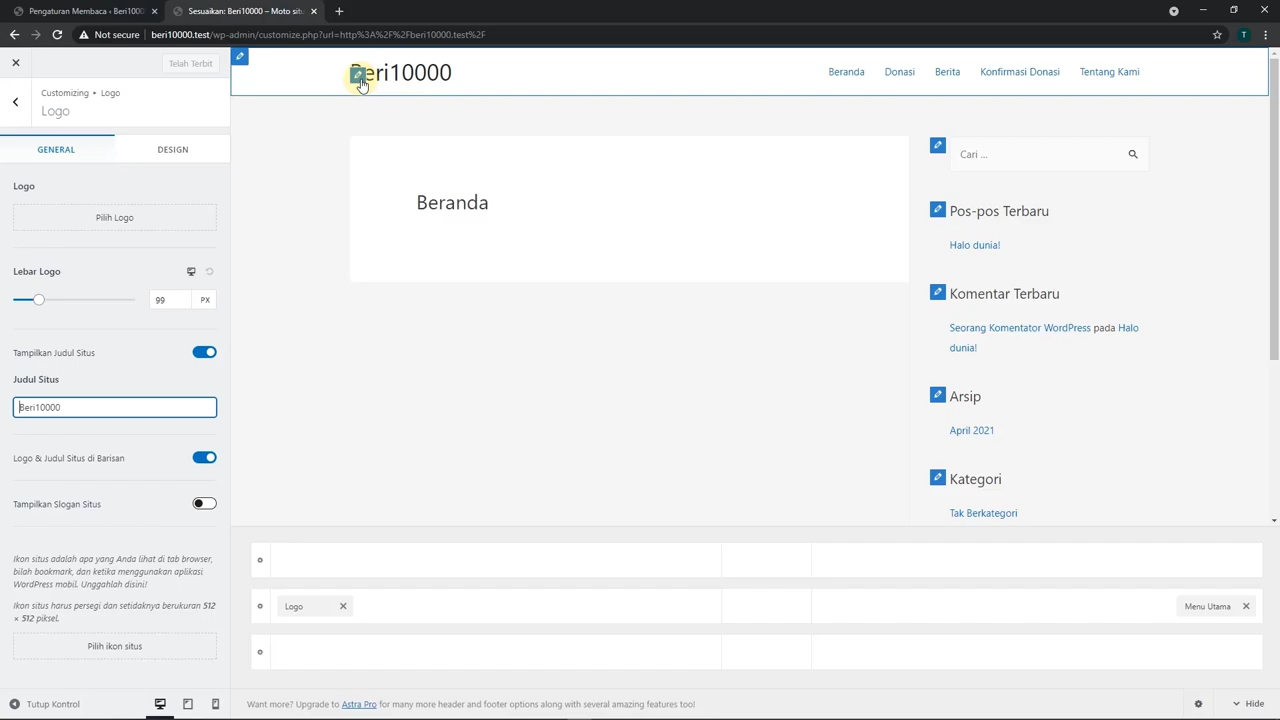 Pengaturan Membaca ‹ Beri10000
Sesuaikan: Beri10000 – Moto situ
Not secure
beri10000.test/wp-admin/customize.php?url=http%3A%2F%2Fberi10000.test%2F
T
Telah Terbit
Customizing ▸ Logo
Logo
GENERAL
DESIGN
Logo
Pilih Logo
Lebar Logo
99
PX
Tampilkan Judul Situs
Judul Situs
Beri10000
Logo & Judul Situs di Barisan
Tampilkan Slogan Situs
Ikon situs adalah apa yang Anda lihat di tab browser,
bilah bookmark, dan ketika menggunakan aplikasi
WordPress mobil. Unggahlah disini!
Ikon situs harus persegi dan setidaknya berukuran 512
× 512 piksel.
Pilih ikon situs
Tutup Kontrol
Beri10000
Beranda
Donasi
Berita
Konfirmasi Donasi
Tentang Kami
Beranda
Cari ...
Pos-pos Terbaru
Halo dunia!
Komentar Terbaru
Seorang Komentator WordPress pada Halo
dunia!
Arsip
April 2021
Kategori
Tak Berkategori
Logo
Menu Utama
Want more? Upgrade to Astra Pro for many more header and footer options along with several amazing features too!
Hide